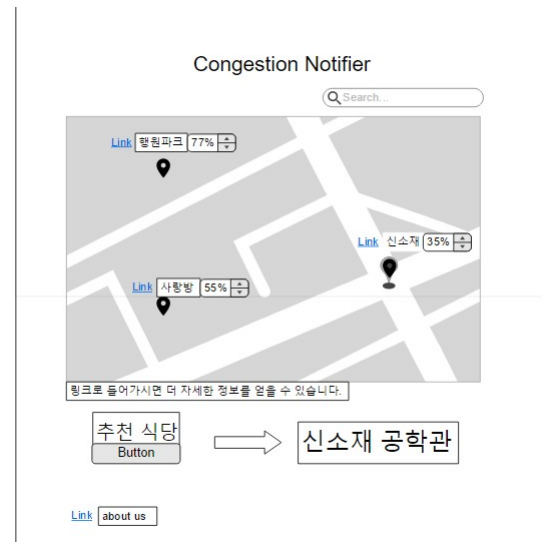 Congestion Notifier
Search...
Link 행원파크 77%
Link 신소재 35%
Link 사랑방 55%
링크로 들어가시면 더 자세한 정보를 얻을 수 있습니다.
추천 식당
Button
신소재 공학관
Link about us